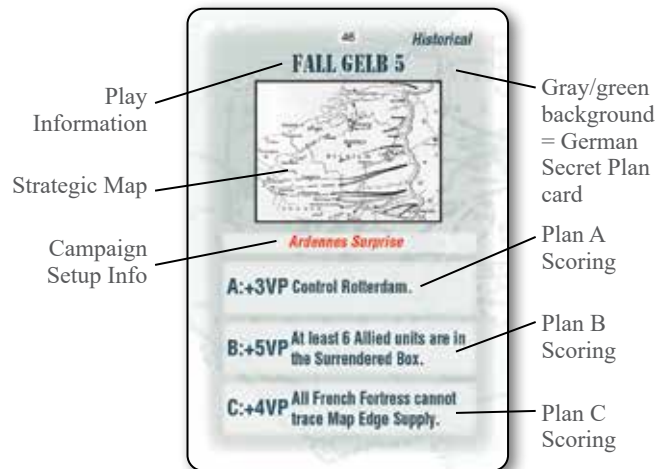 46
Historical
FALL GELB 5
Play
Information
Strategic Map
Campaign
Setup Info
Gray/green
background
= German
Secret Plan
card
Ardennes Surprise
Plan A
Scoring
A:+3VP Control Rotterdam.
Plan B
Scoring
B:+5VP At least 6 Allied units are in
the Surrendered Box.
Plan C
Scoring
C:+4VP All French Fortress cannot
trace Map Edge Supply.